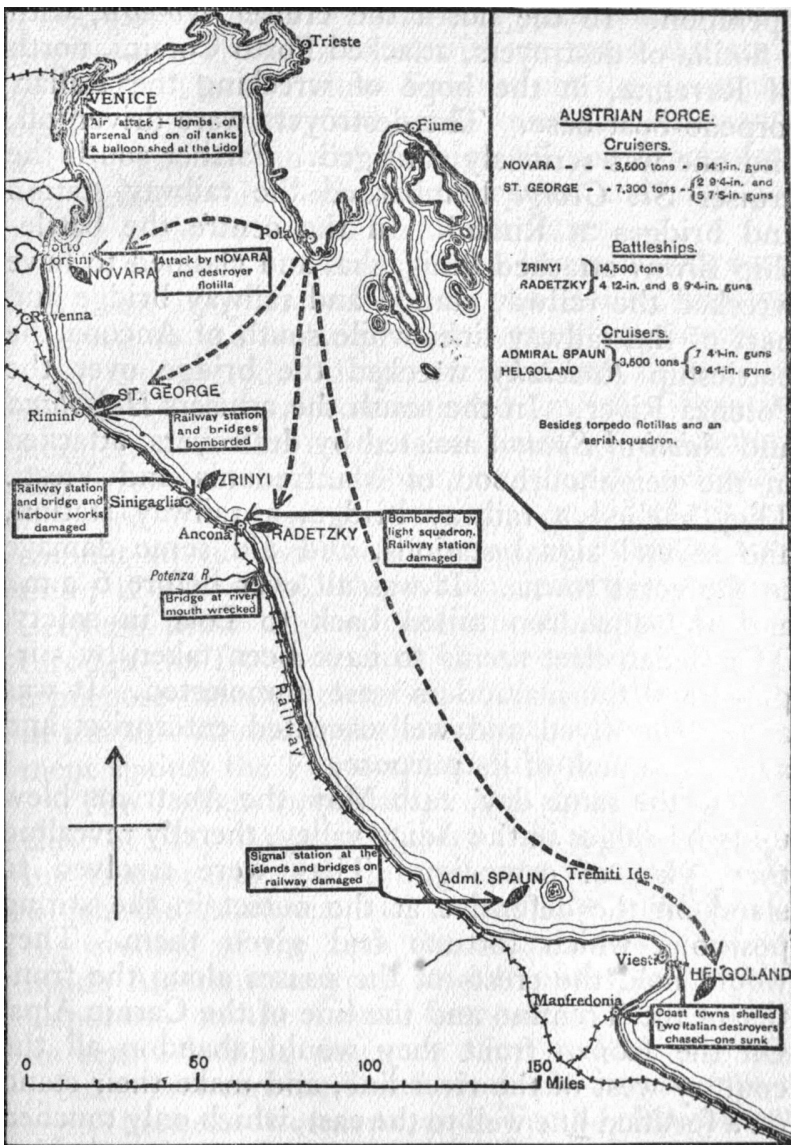 Trieste
VENICE
Air attack – bombs on
arsenal and on oil tanks
& balloon shed at the Lido
Fiume
Pola
Corsini
NOVARA
Attack by NOVARA
and destroyer
flotilla
Ravenna
ST. GEORGE
Rimini
Railway station
and bridges
bombarded
ZRINYI
Railway station
and bridge and
harbour works
damaged
Sinigaglia
Ancona
RADETZKY
Bombarded by
light squadron.
Railway station
damaged
Potenza R.
Bridge at river
mouth wrecked
Railway
Signal station at the
islands and bridges on
railway damaged
Adml. SPAUN
Tremiti Ids.
Viesti
HELGOLAND
Manfredonia
Coast towns shelled
Two Italian destroyers
chased—one sunk
0 50 100 150
Miles
AUSTRIAN FORCE.
Cruisers.
NOVARA - - - 3,500 tons - 9 4·1-in. guns
ST. GEORGE - - 7,300 tons - 2 9·4-in. and
5 7·5-in. guns
Battleships.
ZRINYI 14,500 tons
RADETZKY 4 12-in. and 8 9·4-in. guns
Cruisers.
ADMIRAL SPAUN 3,500 tons 7 4·1-in. guns
HELGOLAND 9 4·1-in. guns
Besides torpedo flotillas and an
aerial squadron.